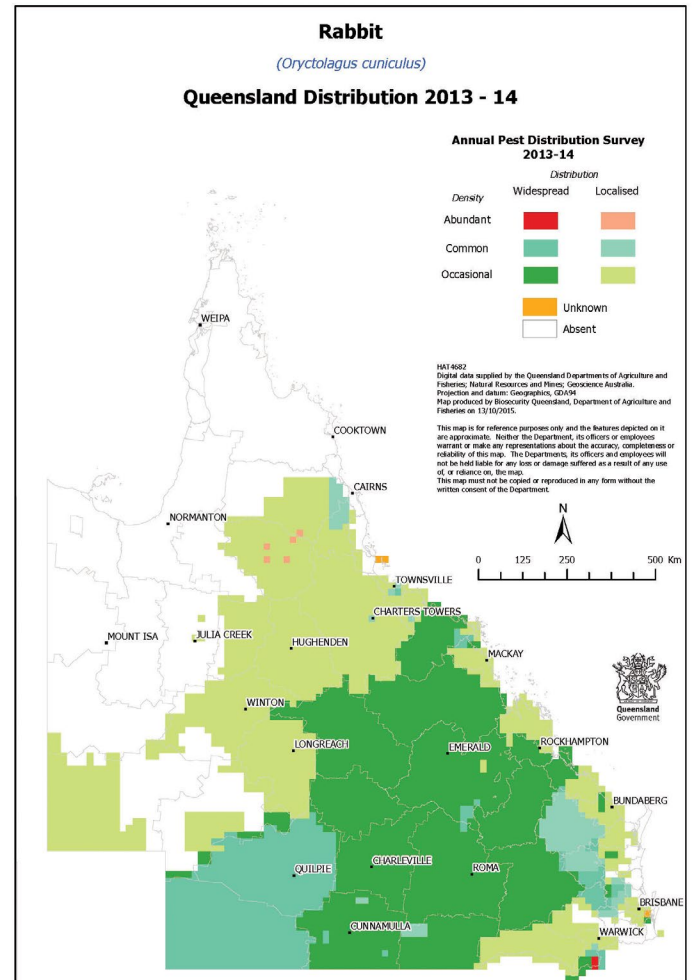 Rabbit
(Oryctolagus cuniculus)
Queensland Distribution 2013 - 14
Annual Pest Distribution Survey
2013-14
Distribution
Density Widespread Localised
Abundant
Common
Occasional
Unknown
Absent
HAT4682
Digital data supplied by the Queensland Departments of Agriculture and
Fisheries; Natural Resources and Mines; Geoscience Australia.
Projection and datum: Geographics, GDA94
Map produced by Biosecurity Queensland, Department of Agriculture and
Fisheries on 13/10/2015.
This map is for reference purposes only and the features depicted on it
are approximate. Neither the Department, its officers or employees
warrant or make any representations about the accuracy, completeness or
reliability of this map. The Departments, its officers and employees will
not be held liable for any loss or damage suffered as a result of any use
of, or reliance on, the map.
This map must not be copied or reproduced in any form without the
written consent of the Department.
N
0 125 250 500 Km
WEIPA
COOKTOWN
CAIRNS
NORMANTON
TOWNSVILLE
CHARTERS TOWERS
MOUNT ISA
JULIA CREEK
HUGHENDEN
MACKAY
Queensland
Government
WINTON
LONGREACH
EMERALD
ROCKHAMPTON
BUNDABERG
QUILPIE
CHARLEVILLE
ROMA
BRISBANE
CUNNAMULLA
WARWICK